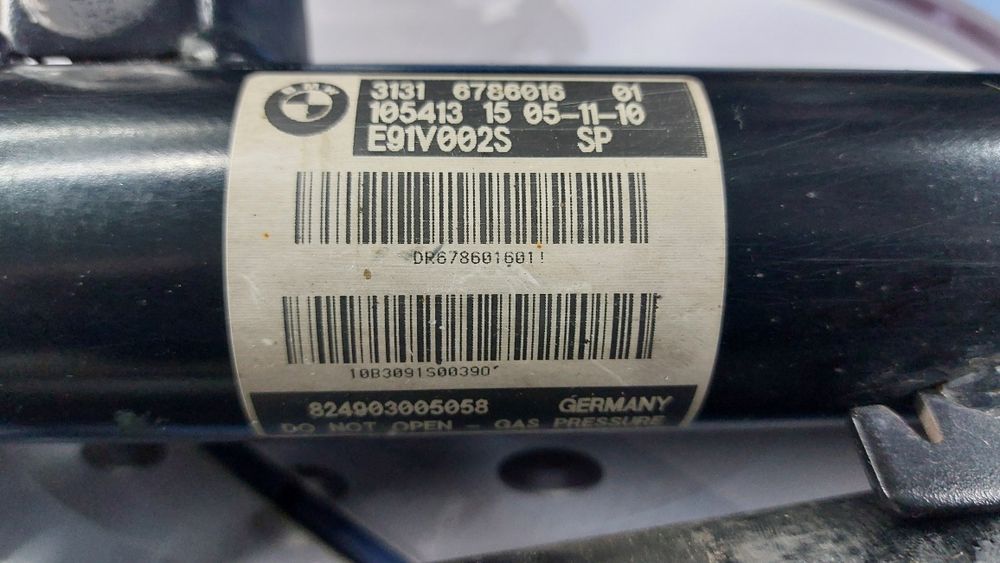 BMW
3131 6786016 01
105413 15 05-11-10
E91V002S SP
DR678601601!
10B3091S00390'
824903005058 GERMANY
DO NOT OPEN - GAS PRESSURE